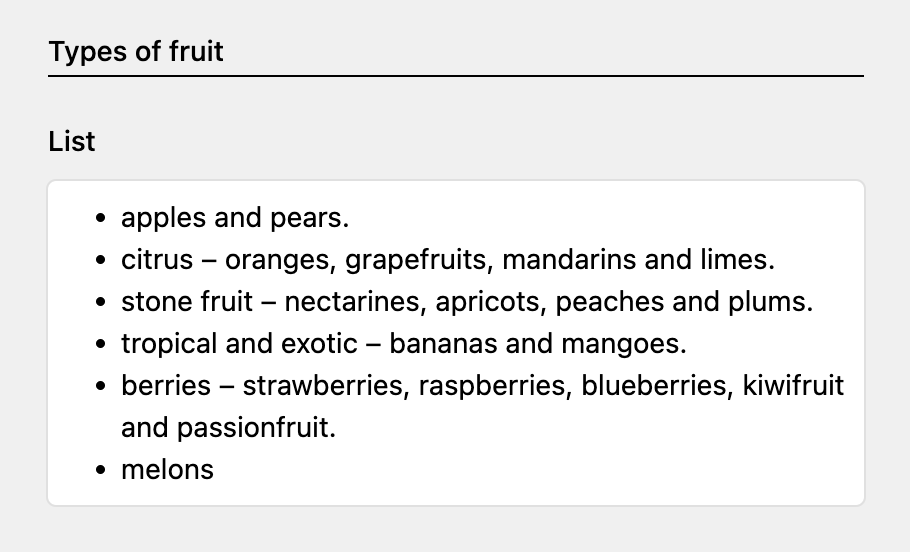 Types of fruit
List
• apples and pears.
• citrus – oranges, grapefruits, mandarins and limes.
• stone fruit – nectarines, apricots, peaches and plums.
• tropical and exotic – bananas and mangoes.
• berries – strawberries, raspberries, blueberries, kiwifruit
and passionfruit.
• melons